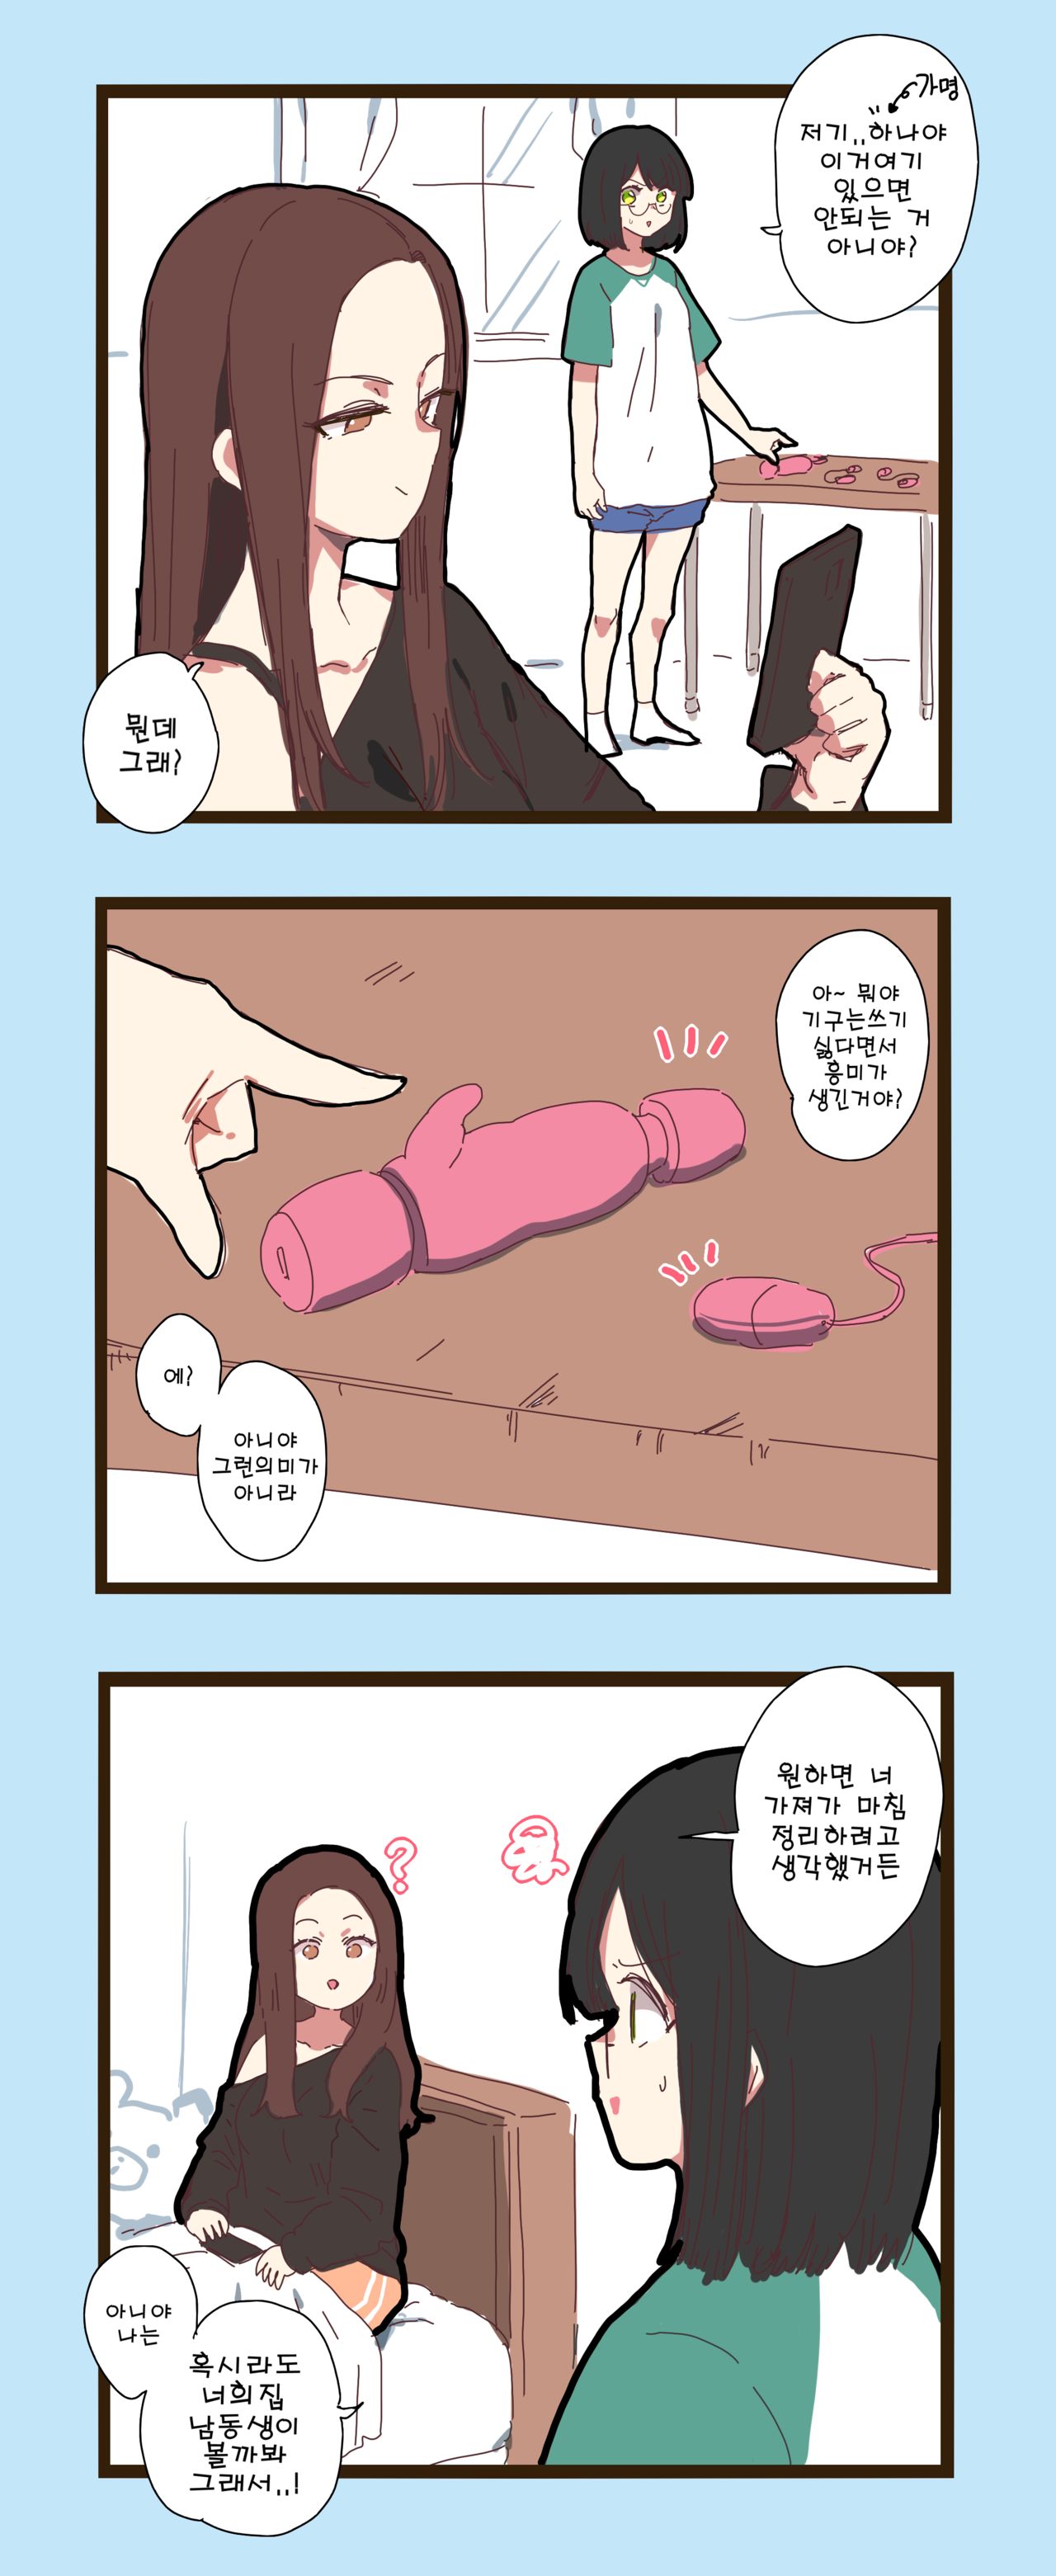 가명
저기..하나야
이거여기
있으면
안되는 거
아니야?
뭔데
그래?
아~ 뭐야
기구는쓰기
싫다면서
흥미가
생긴거야?
에?
아니야
그런의미가
아니라
원하면 너
가져가 마침
정리하려고
생각했거든
?
아니야
나는
혹시라도
너희집
남동생이
볼까봐
그래서..!